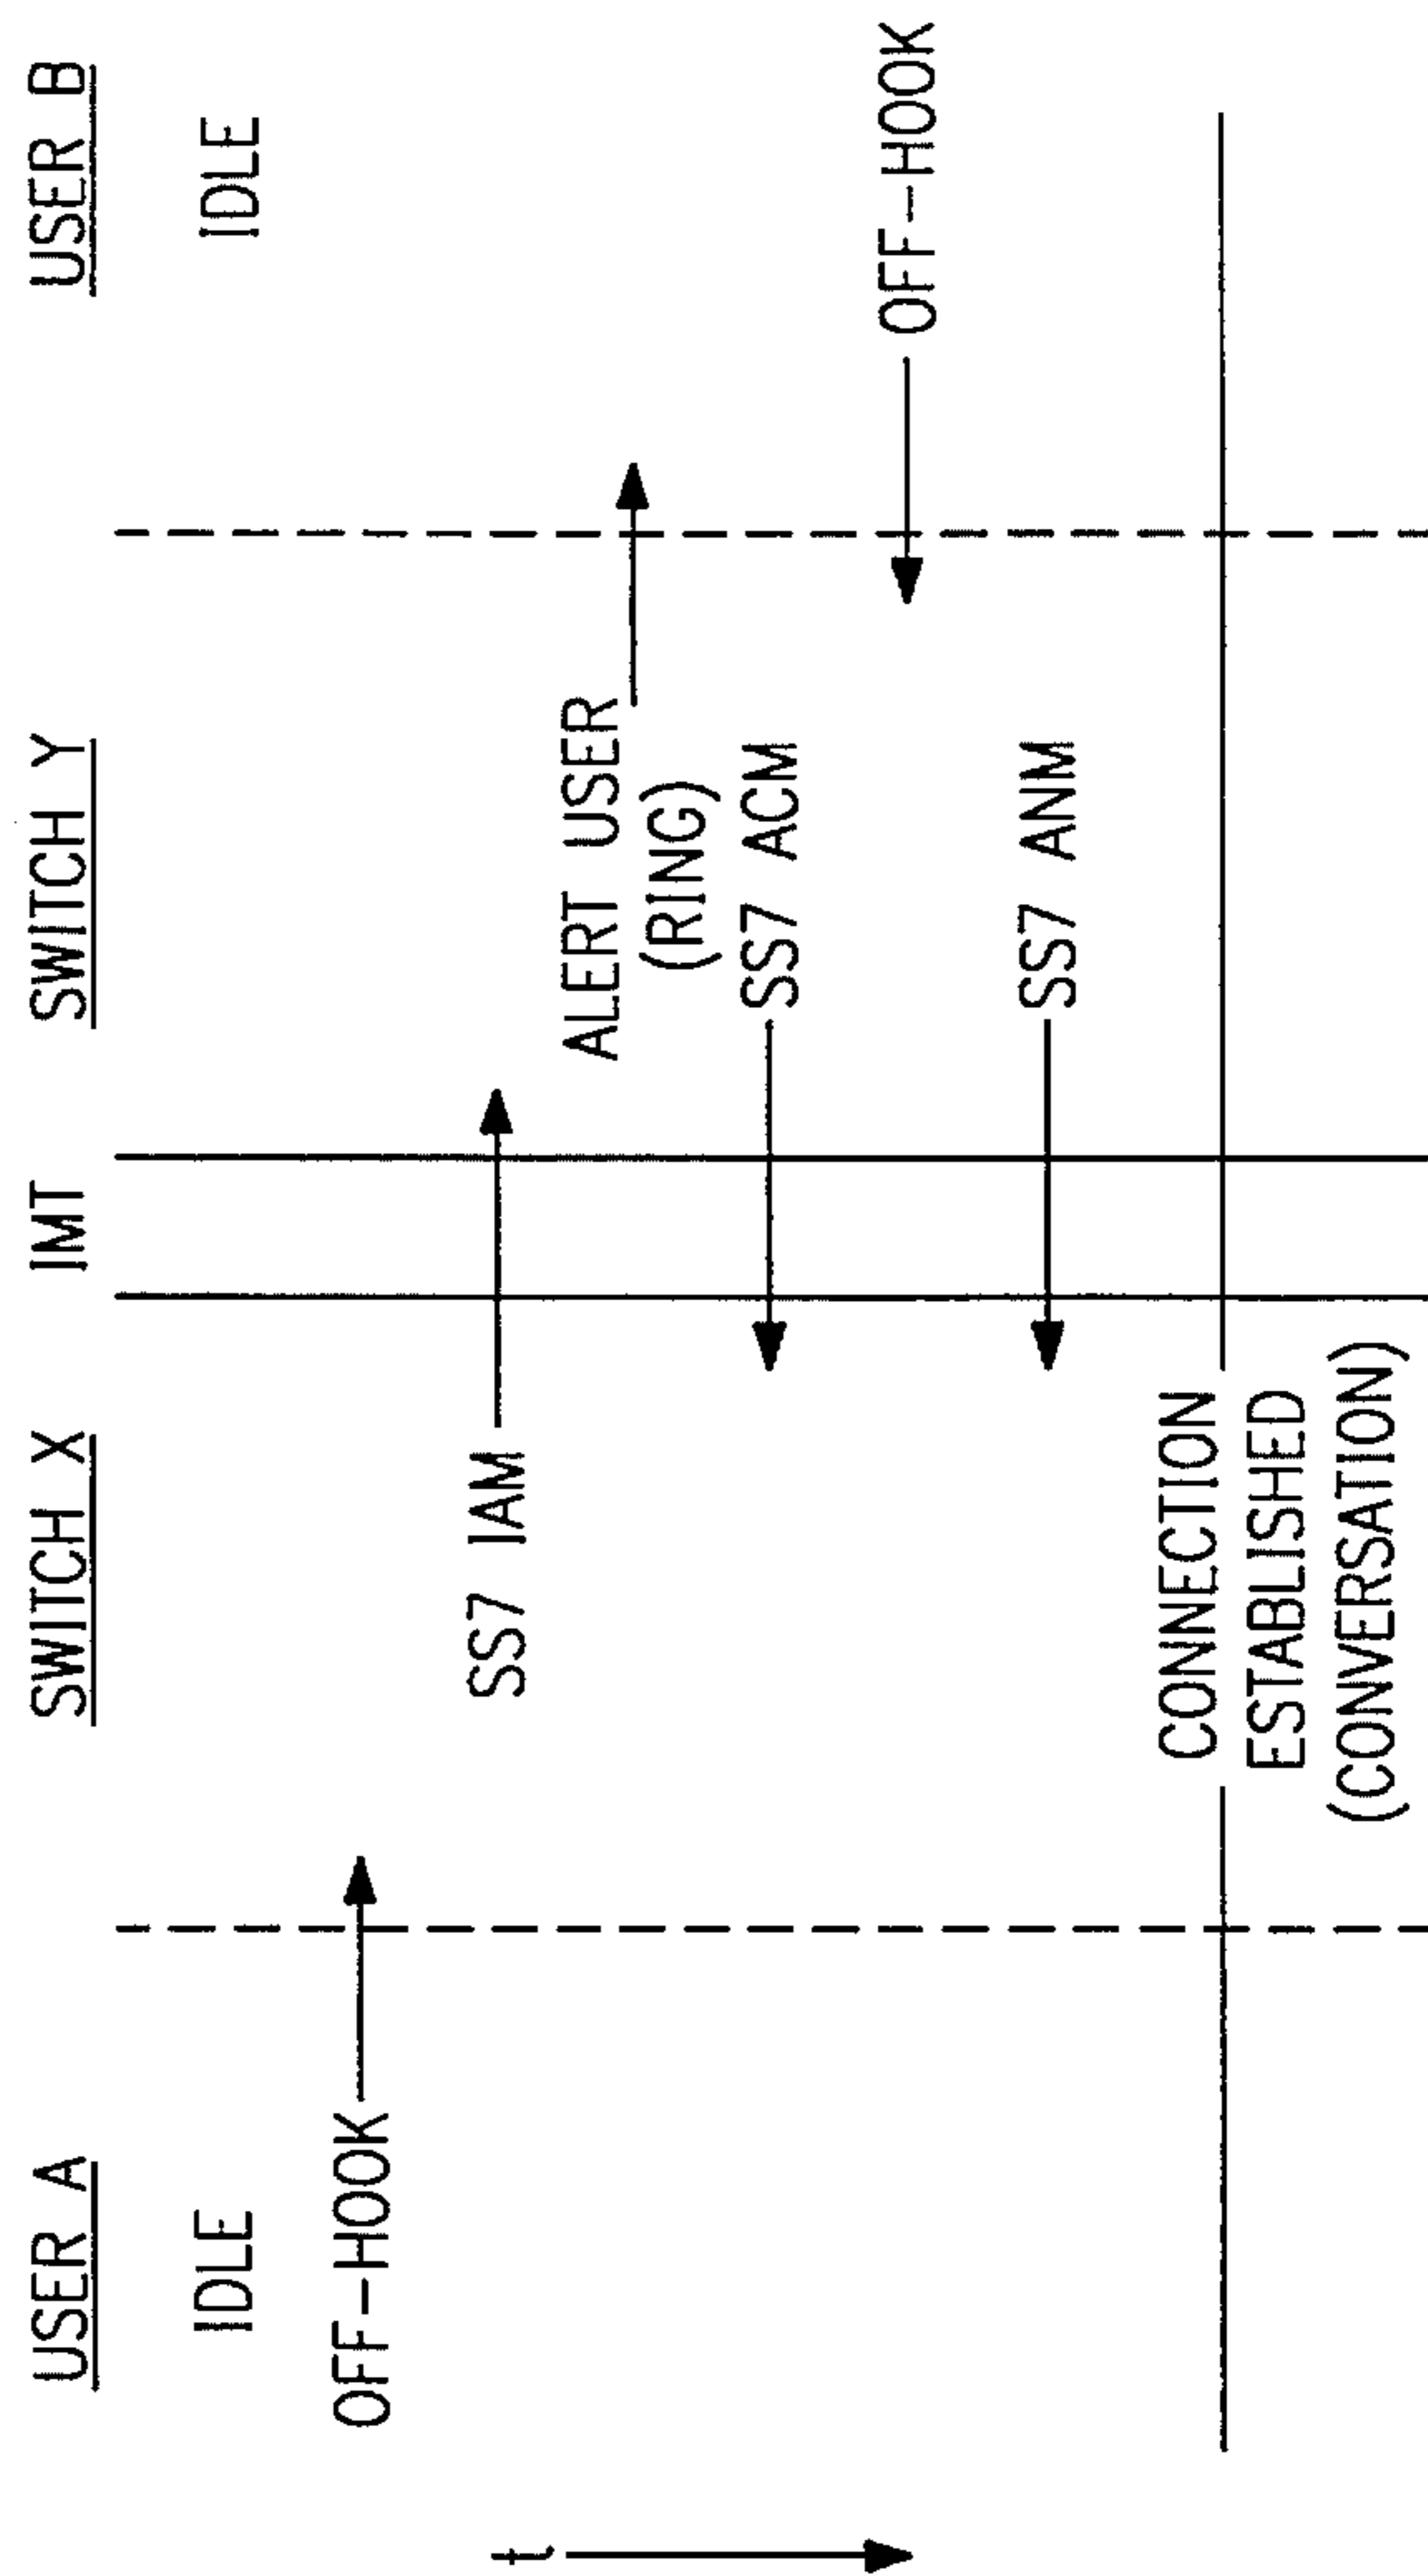 USER A
SWITCH X
IMT
SWITCH Y
USER B
IDLE
IDLE
OFF-HOOK
SS7 IAM
ALERT USER
(RING)
SS7 ACM
OFF-HOOK
SS7 ANM
CONNECTION
ESTABLISHED
(CONVERSATION)
t